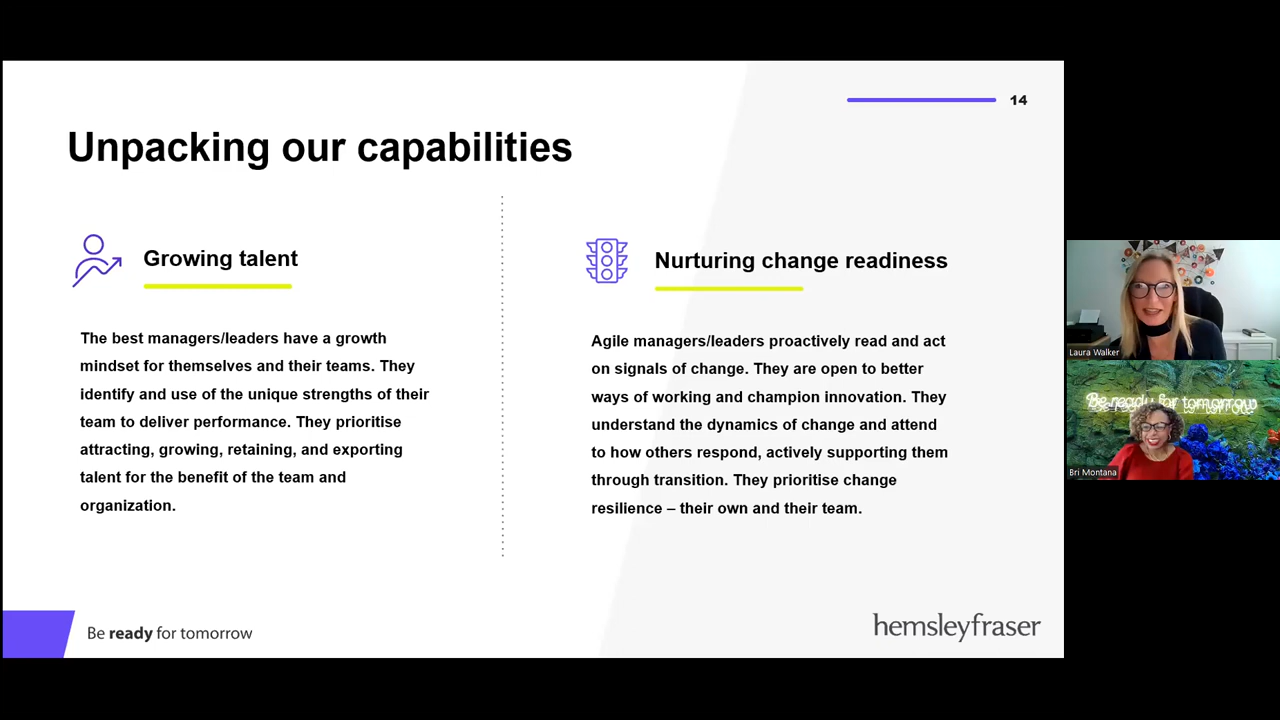 14
Unpacking our capabilities
Growing talent
The best managers/leaders have a growth
mindset for themselves and their teams. They
identify and use of the unique strengths of their
team to deliver performance. They prioritise
attracting, growing, retaining, and exporting
talent for the benefit of the team and
organization.
Nurturing change readiness
Agile managers/leaders proactively read and act
on signals of change. They are open to better
ways of working and champion innovation. They
understand the dynamics of change and attend
to how others respond, actively supporting them
through transition. They prioritise change
resilience – their own and their team.
Be ready for tomorrow
hemsleyfraser
Laura Walker
Be ready for tomorrow
Bri Montana